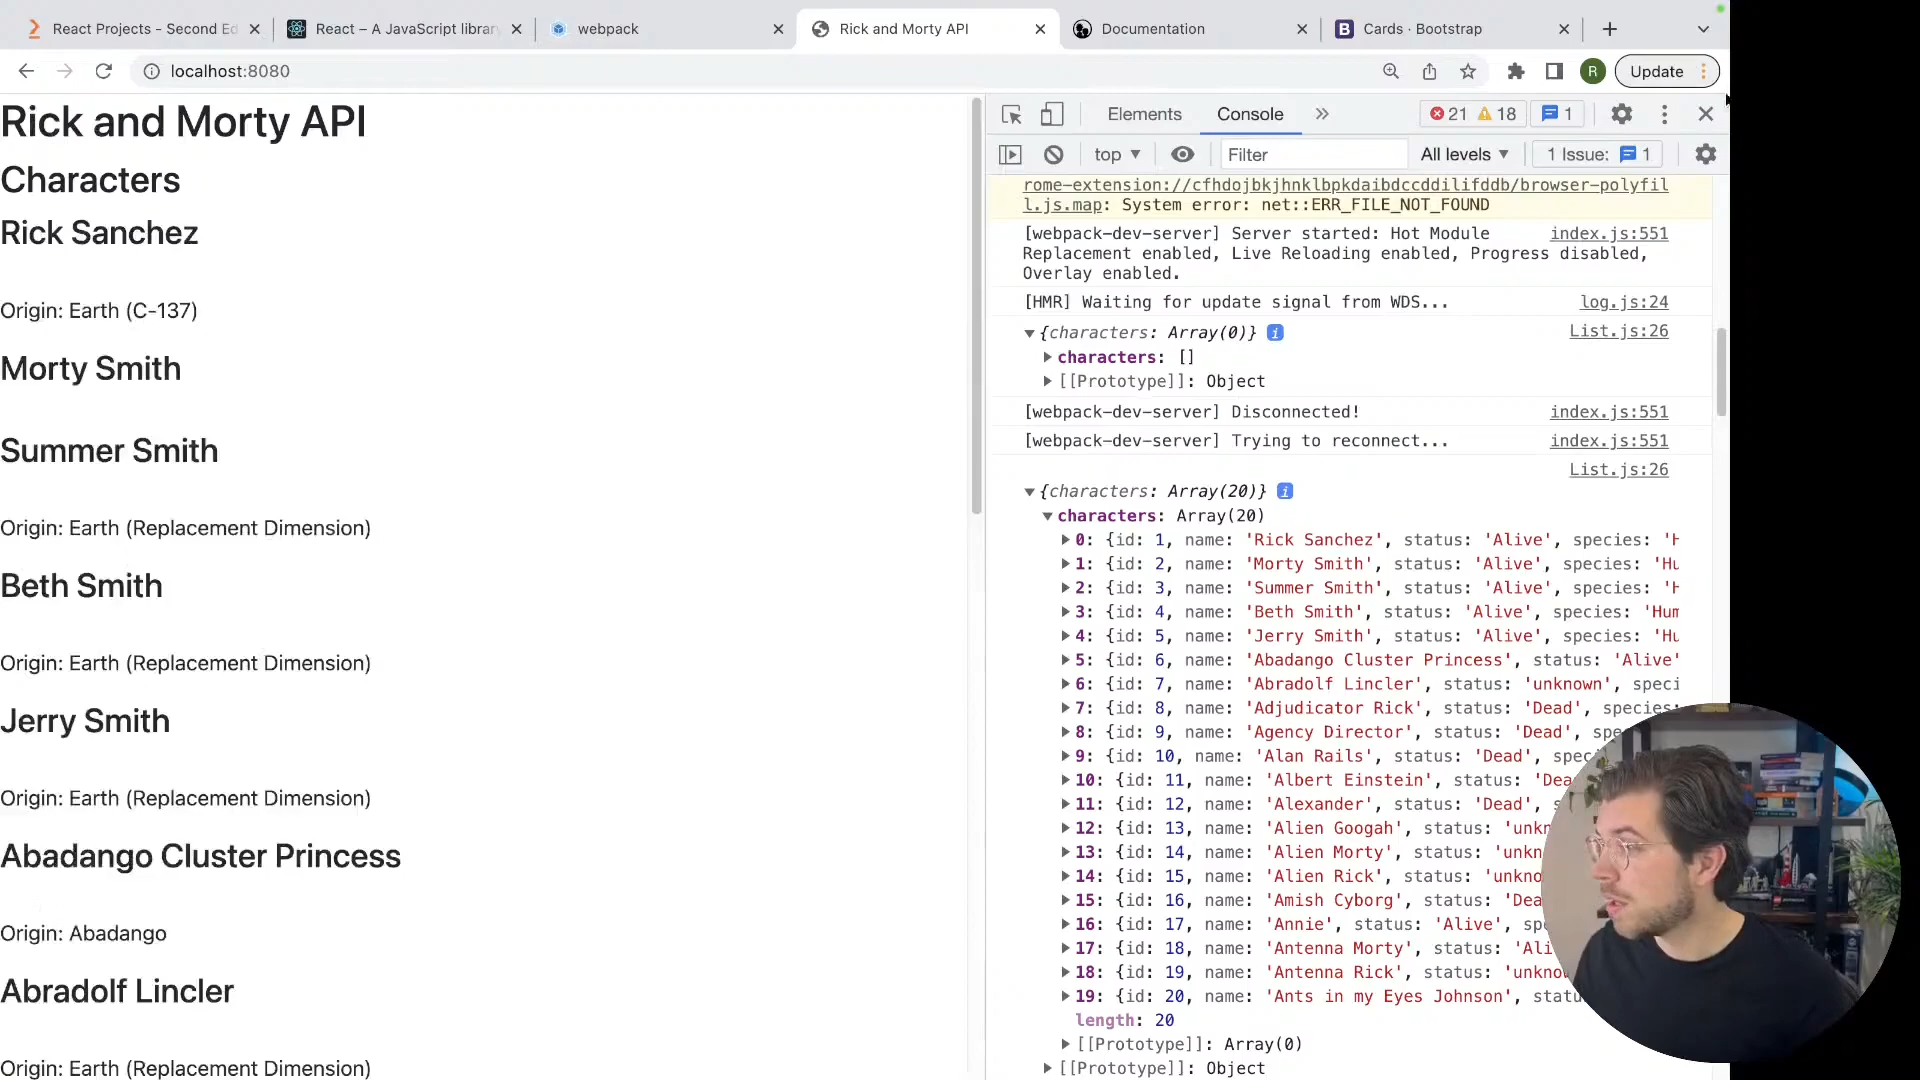 React Projects - Second Ed
React – A JavaScript library
webpack
Rick and Morty API
Documentation
Cards · Bootstrap
localhost:8080
R
Update
Rick and Morty API
Characters
Rick Sanchez
Origin: Earth (C-137)
Morty Smith
Summer Smith
Origin: Earth (Replacement Dimension)
Beth Smith
Origin: Earth (Replacement Dimension)
Jerry Smith
Origin: Earth (Replacement Dimension)
Abadango Cluster Princess
Origin: Abadango
Abradolf Lincler
Origin: Earth (Replacement Dimension)
Elements Console 21 18 1
top Filter All levels 1 Issue: 1
rome-extension://cfhdojbkjhnklbpkdaibdccddilifddb/browser-polyfil
l.js.map: System error: net::ERR_FILE_NOT_FOUND
[webpack-dev-server] Server started: Hot Module index.js:551
Replacement enabled, Live Reloading enabled, Progress disabled,
Overlay enabled.
[HMR] Waiting for update signal from WDS... log.js:24
{characters: Array(0)} i List.js:26
characters: []
[[Prototype]]: Object
[webpack-dev-server] Disconnected! index.js:551
[webpack-dev-server] Trying to reconnect... index.js:551
List.js:26
{characters: Array(20)} i
characters: Array(20)
0: {id: 1, name: 'Rick Sanchez', status: 'Alive', species: 'H
1: {id: 2, name: 'Morty Smith', status: 'Alive', species: 'Hu
2: {id: 3, name: 'Summer Smith', status: 'Alive', species: 'H
3: {id: 4, name: 'Beth Smith', status: 'Alive', species: 'Hum
4: {id: 5, name: 'Jerry Smith', status: 'Alive', species: 'Hu
5: {id: 6, name: 'Abadango Cluster Princess', status: 'Alive'
6: {id: 7, name: 'Abradolf Lincler', status: 'unknown', speci
7: {id: 8, name: 'Adjudicator Rick', status: 'Dead', species:
8: {id: 9, name: 'Agency Director', status: 'Dead', spe
9: {id: 10, name: 'Alan Rails', status: 'Dead', spec
10: {id: 11, name: 'Albert Einstein', status: 'Dea
11: {id: 12, name: 'Alexander', status: 'Dead', s
12: {id: 13, name: 'Alien Googah', status: 'unkn
13: {id: 14, name: 'Alien Morty', status: 'unkn
14: {id: 15, name: 'Alien Rick', status: 'unkno
15: {id: 16, name: 'Amish Cyborg', status: 'Dea
16: {id: 17, name: 'Annie', status: 'Alive', sp
17: {id: 18, name: 'Antenna Morty', status: 'Ali
18: {id: 19, name: 'Antenna Rick', status: 'unkno
19: {id: 20, name: 'Ants in my Eyes Johnson', statu
length: 20
[[Prototype]]: Array(0)
[[Prototype]]: Object